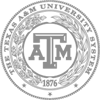 THE TEXAS A&M UNIVERSITY SYSTEM
ATM
1876